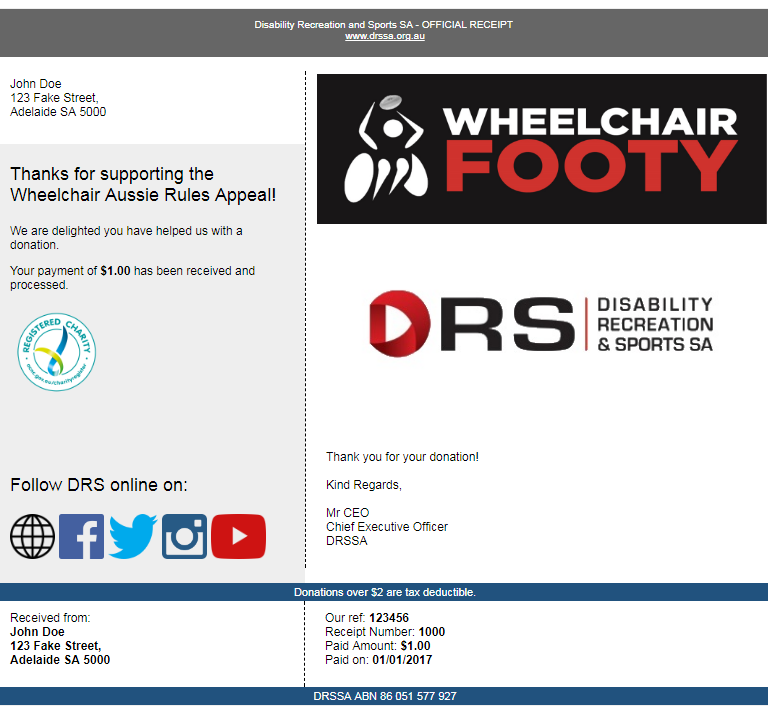 Disability Recreation and Sports SA - OFFICIAL RECEIPT
www.drssa.org.au
John Doe
123 Fake Street,
Adelaide SA 5000
Thanks for supporting the
Wheelchair Aussie Rules Appeal!
We are delighted you have helped us with a
donation.
Your payment of $1.00 has been received and
processed.
REGISTERED CHARITY
acnc.gov.au/charityregister
Follow DRS online on:
WHEELCHAIR
FOOTY
DRS
DISABILITY
RECREATION
& SPORTS SA
Thank you for your donation!
Kind Regards,
Mr CEO
Chief Executive Officer
DRSSA
Donations over $2 are tax deductible.
Received from:
John Doe
123 Fake Street,
Adelaide SA 5000
Our ref: 123456
Receipt Number: 1000
Paid Amount: $1.00
Paid on: 01/01/2017
DRSSA ABN 86 051 577 927